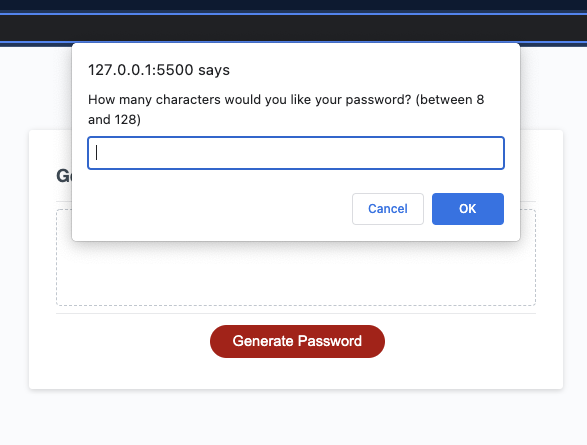 127.0.0.1:5500 says
How many characters would you like your password? (between 8
and 128)
Cancel
OK
Generate Password